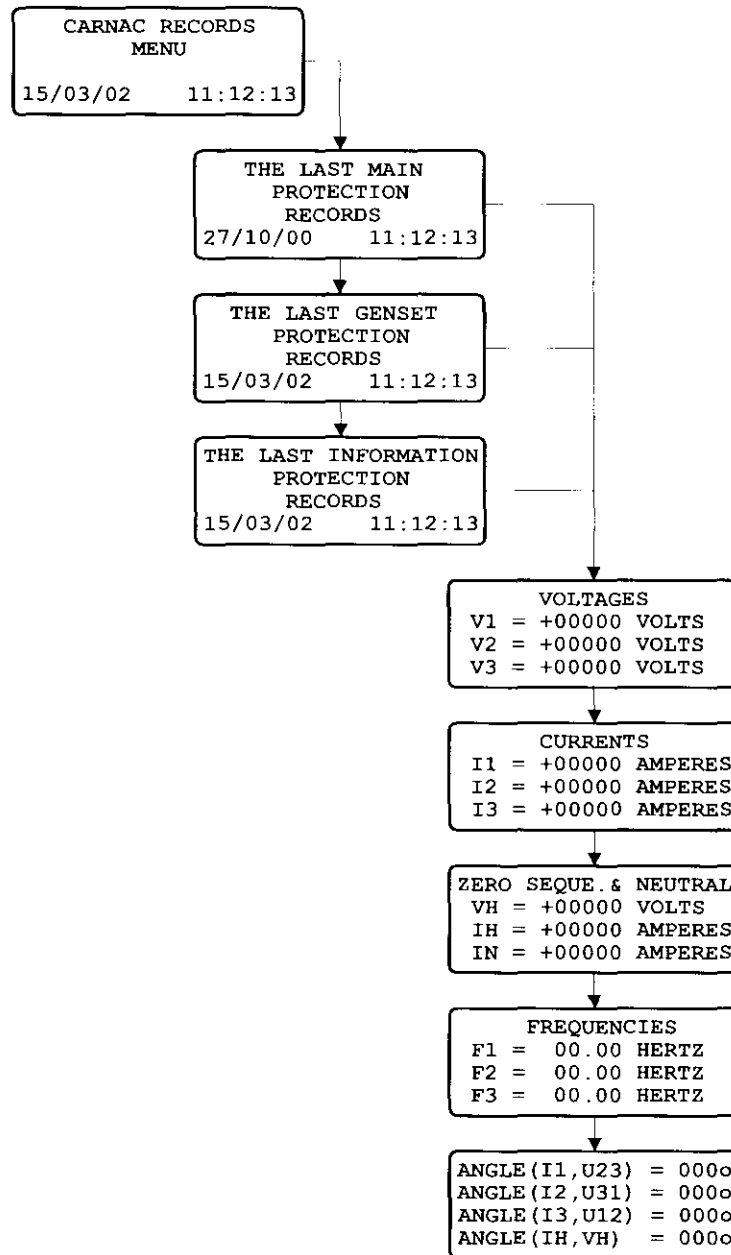 CARNAC RECORDS
MENU
15/03/02 11:12:13
THE LAST MAIN
PROTECTION
RECORDS
27/10/00 11:12:13
THE LAST GENSET
PROTECTION
RECORDS
15/03/02 11:12:13
THE LAST INFORMATION
PROTECTION
RECORDS
15/03/02 11:12:13
VOLTAGES
V1 = +00000 VOLTS
V2 = +00000 VOLTS
V3 = +00000 VOLTS
CURRENTS
I1 = +00000 AMPERES
I2 = +00000 AMPERES
I3 = +00000 AMPERES
ZERO SEQUE.& NEUTRAL
VH = +00000 VOLTS
IH = +00000 AMPERES
IN = +00000 AMPERES
FREQUENCIES
F1 = 00.00 HERTZ
F2 = 00.00 HERTZ
F3 = 00.00 HERTZ
ANGLE(I1,U23) = 000o
ANGLE(I2,U31) = 000o
ANGLE(I3,U12) = 000o
ANGLE(IH,VH) = 000o